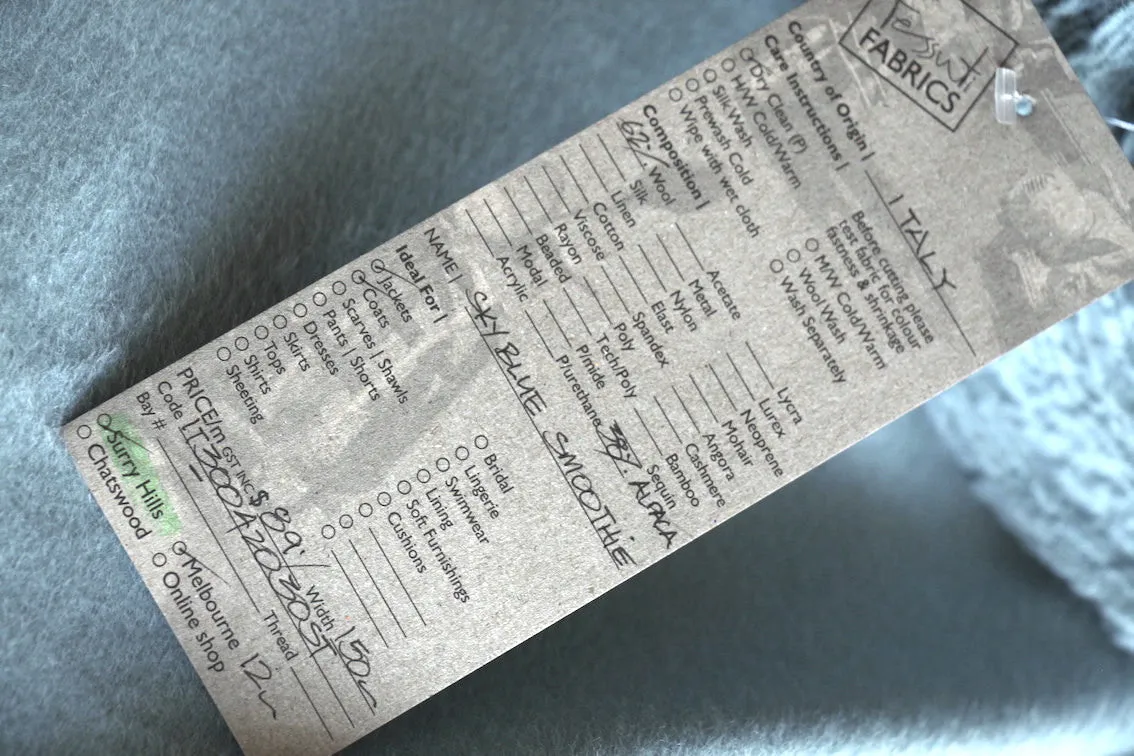 Tessuti
FABRICS
Country of Origin | ITALY
Care Instructions |
Dry Clean (P)
H/W Cold/Warm
Silk Wash
Prewash Cold
Wipe with wet cloth
Before cutting please
test fabric for colour
fastness & shrinkage
M/W Cold/Warm
Wool Wash
Wash Separately
Composition |
62% Wool
Silk
Linen
Cotton
Viscose
Rayon
Beaded
Modal
Acrylic
Acetate
Metal
Nylon
Elast
Spandex
Poly
Tech/Poly
P/mide
P/urethane
Lycra
Lurex
Neoprene
Mohair
Angora
Cashmere
Bamboo
Sequin
38% ALPACA
NAME | SKY BLUE SMOOTHIE
Ideal For |
Jackets
Coats
Scarves | Shawls
Pants | Shorts
Dresses
Skirts
Tops
Shirts
Sheeting
Bridal
Lingerie
Swimwear
Lining
Soft Furnishings
Cushions
PRICE/m GST INC $89 Width 150
Code
Bay # Thread
Surry Hills
Chatswood
Melbourne 12
Online shop